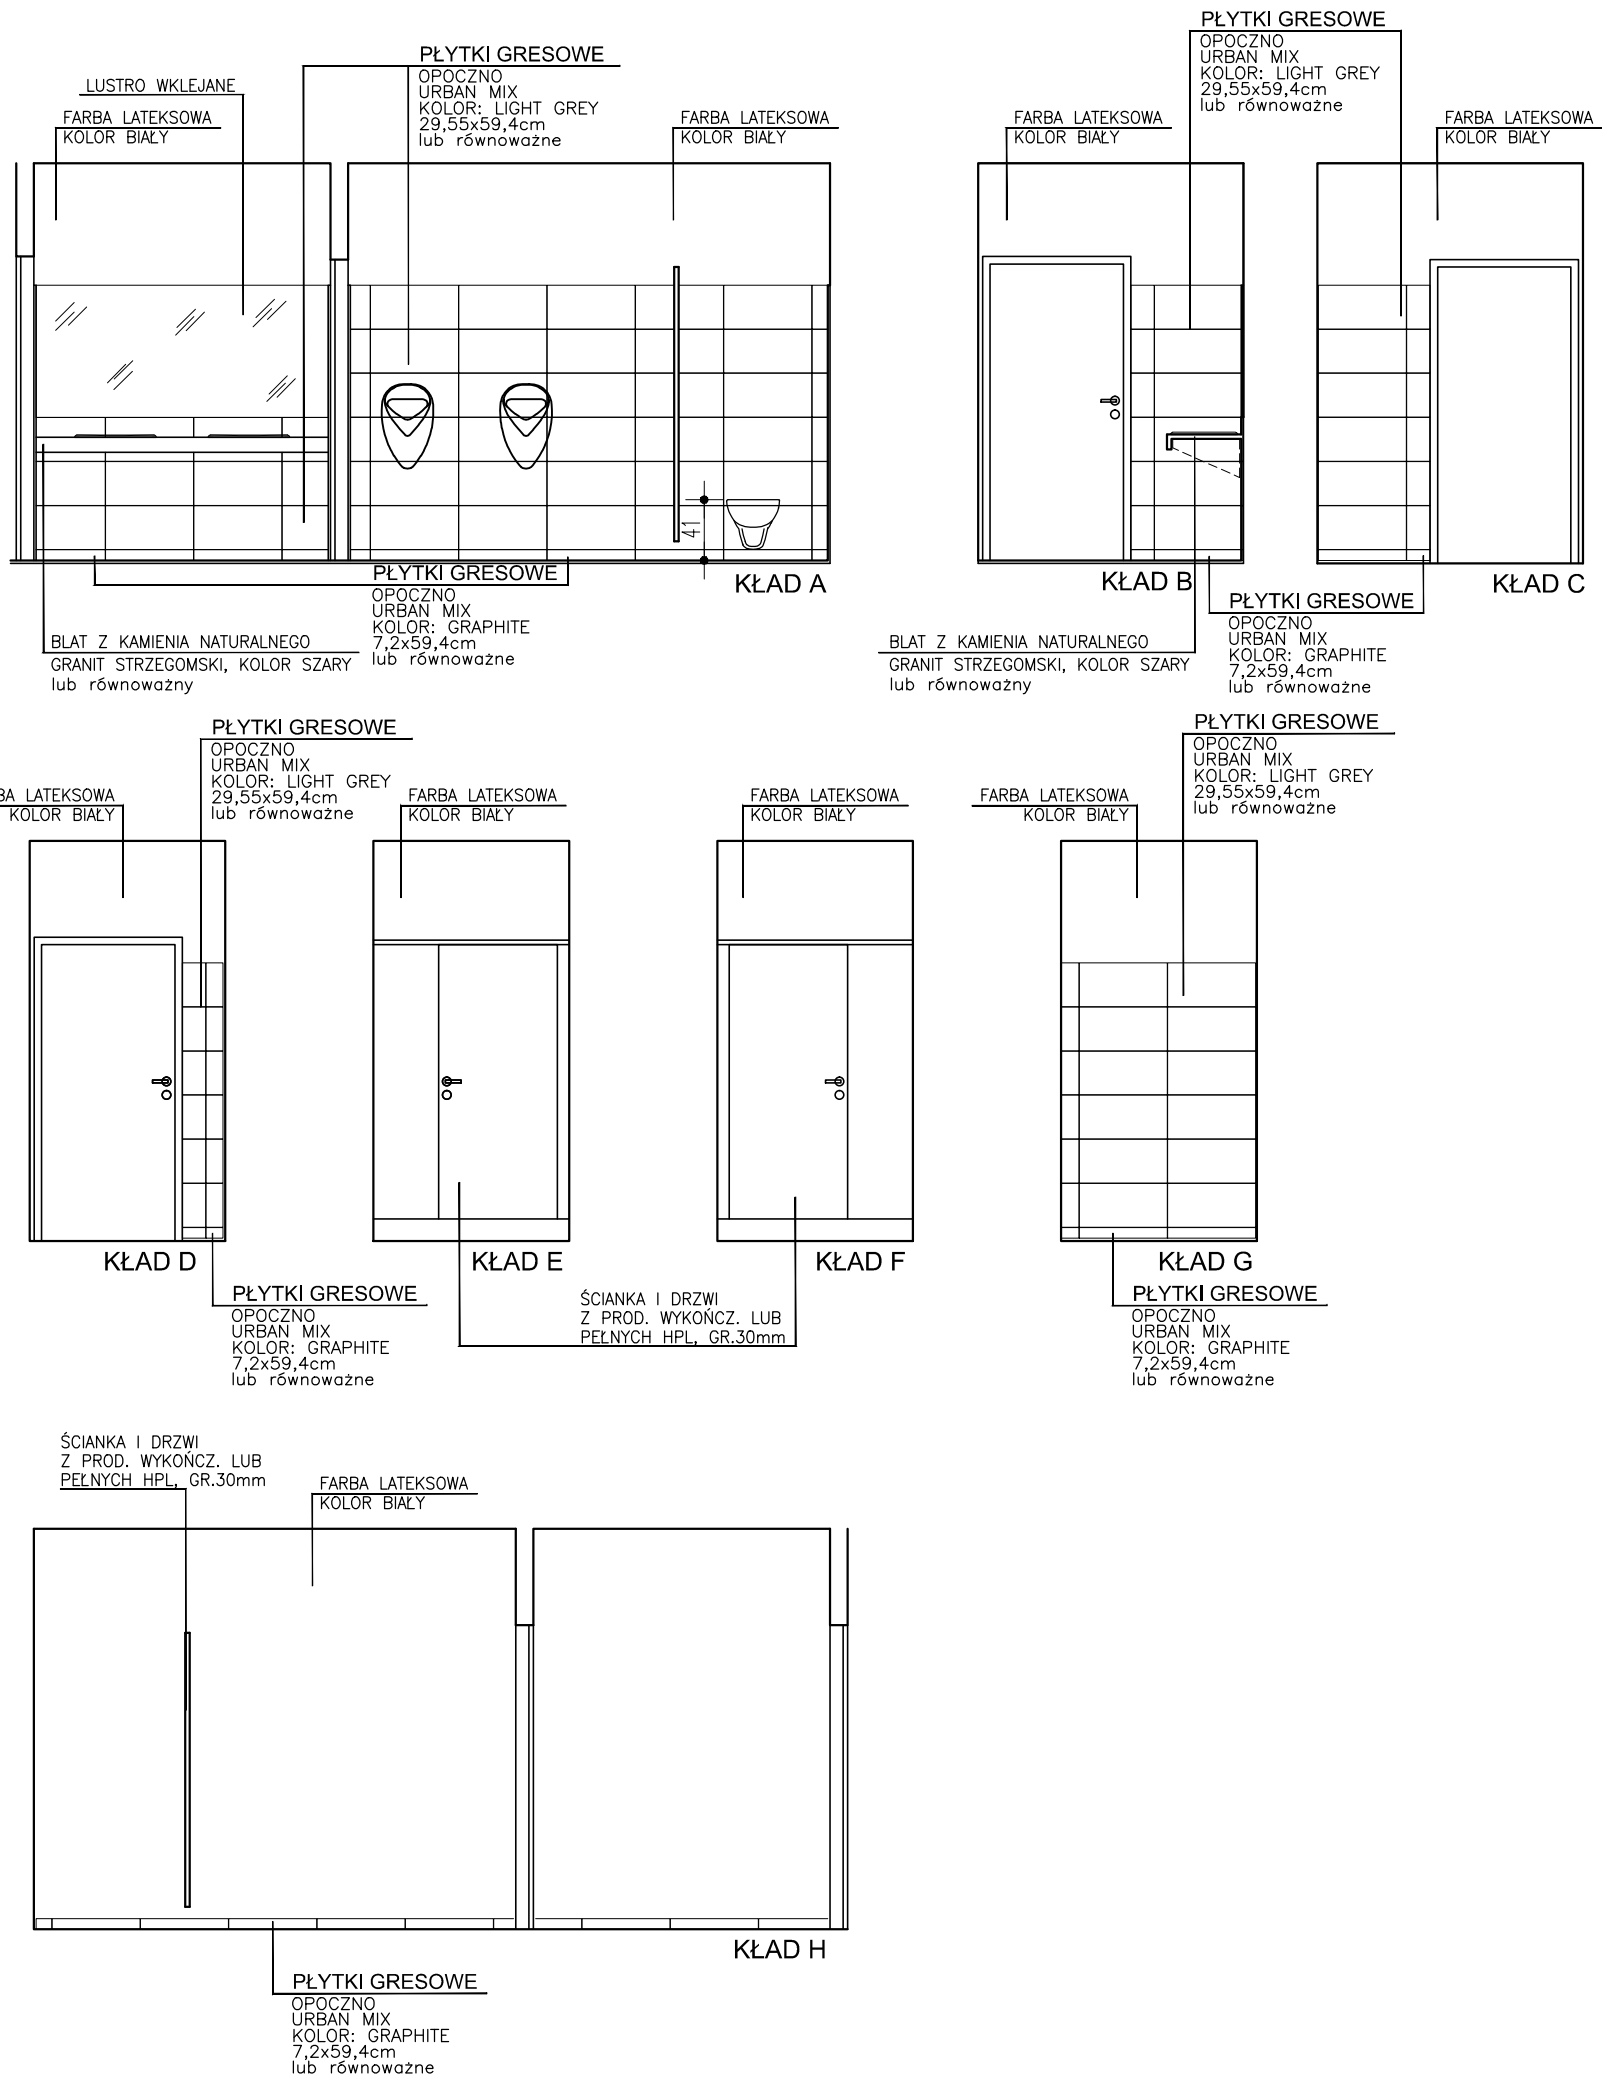 PŁYTKI GRESOWE
OPOCZNO
URBAN MIX
KOLOR: LIGHT GREY
29,55x59,4cm
lub równoważne
LUSTRO WKLEJANE
FARBA LATEKSOWA
KOLOR BIAŁY
FARBA LATEKSOWA
KOLOR BIAŁY
41
KŁAD A
PŁYTKI GRESOWE
OPOCZNO
URBAN MIX
KOLOR: GRAPHITE
7,2x59,4cm
lub równoważne
BLAT Z KAMIENIA NATURALNEGO
GRANIT STRZEGOMSKI, KOLOR SZARY
lub równoważny
PŁYTKI GRESOWE
OPOCZNO
URBAN MIX
KOLOR: LIGHT GREY
29,55x59,4cm
lub równoważne
FARBA LATEKSOWA
KOLOR BIAŁY
FARBA LATEKSOWA
KOLOR BIAŁY
KŁAD B
KŁAD C
PŁYTKI GRESOWE
OPOCZNO
URBAN MIX
KOLOR: GRAPHITE
7,2x59,4cm
lub równoważne
BLAT Z KAMIENIA NATURALNEGO
GRANIT STRZEGOMSKI, KOLOR SZARY
lub równoważny
PŁYTKI GRESOWE
OPOCZNO
URBAN MIX
KOLOR: LIGHT GREY
29,55x59,4cm
lub równoważne
BA LATEKSOWA
KOLOR BIAŁY
KŁAD D
PŁYTKI GRESOWE
OPOCZNO
URBAN MIX
KOLOR: GRAPHITE
7,2x59,4cm
lub równoważne
FARBA LATEKSOWA
KOLOR BIAŁY
KŁAD E
FARBA LATEKSOWA
KOLOR BIAŁY
KŁAD F
ŚCIANKA I DRZWI
Z PROD. WYKOŃCZ. LUB
PEŁNYCH HPL, GR.30mm
PŁYTKI GRESOWE
OPOCZNO
URBAN MIX
KOLOR: LIGHT GREY
29,55x59,4cm
lub równoważne
FARBA LATEKSOWA
KOLOR BIAŁY
KŁAD G
PŁYTKI GRESOWE
OPOCZNO
URBAN MIX
KOLOR: GRAPHITE
7,2x59,4cm
lub równoważne
ŚCIANKA I DRZWI
Z PROD. WYKOŃCZ. LUB
PEŁNYCH HPL, GR.30mm
FARBA LATEKSOWA
KOLOR BIAŁY
KŁAD H
PŁYTKI GRESOWE
OPOCZNO
URBAN MIX
KOLOR: GRAPHITE
7,2x59,4cm
lub równoważne